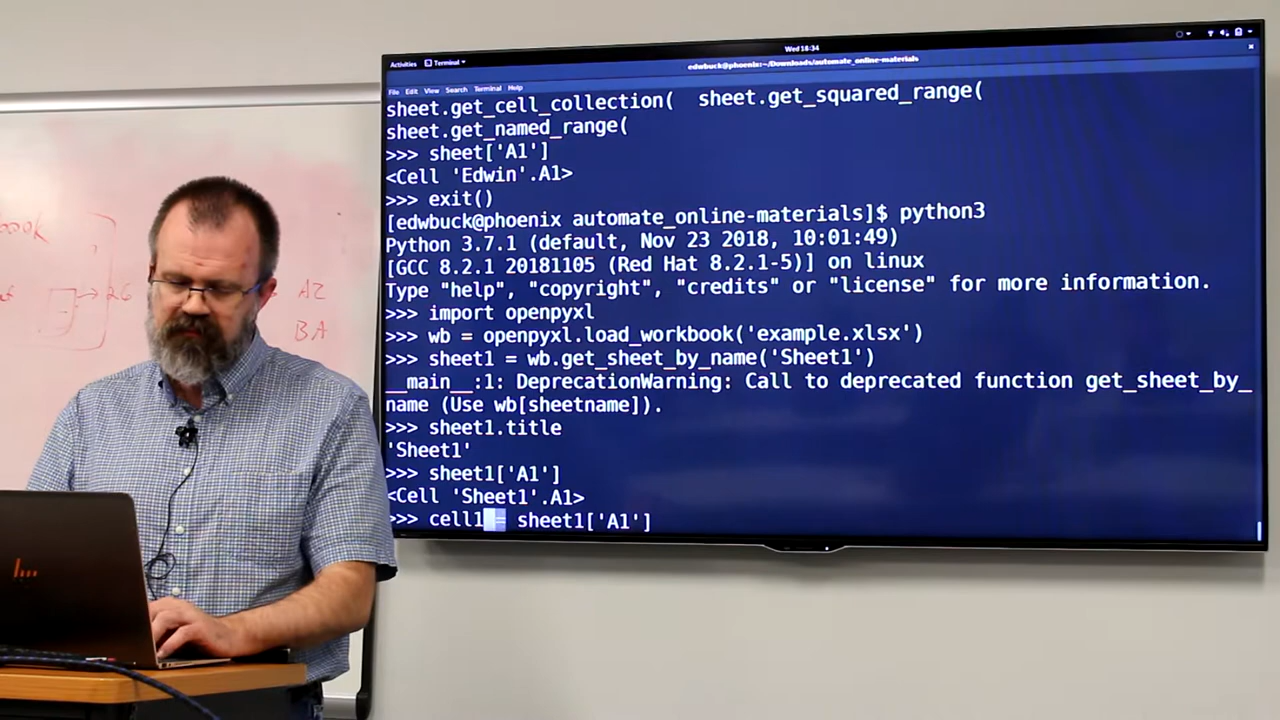 Wed 16:34
Activities Terminal
edwbuck@phoenix:~/Downloads/automate_online-materials
File Edit View Search Terminal Help
sheet.get_cell_collection(  sheet.get_squared_range(
sheet.get_named_range(
>>> sheet['A1']
<Cell 'Edwin'.A1>
>>> exit()
[edwbuck@phoenix automate_online-materials]$ python3
Python 3.7.1 (default, Nov 23 2018, 10:01:49)
[GCC 8.2.1 20181105 (Red Hat 8.2.1-5)] on linux
Type "help", "copyright", "credits" or "license" for more information.
>>> import openpyxl
>>> wb = openpyxl.load_workbook('example.xlsx')
>>> sheet1 = wb.get_sheet_by_name('Sheet1')
__main__:1: DeprecationWarning: Call to deprecated function get_sheet_by_
name (Use wb[sheetname]).
>>> sheet1.title
'Sheet1'
>>> sheet1['A1']
<Cell 'Sheet1'.A1>
>>> cell1 = sheet1['A1']
26
AZ
BA
hp